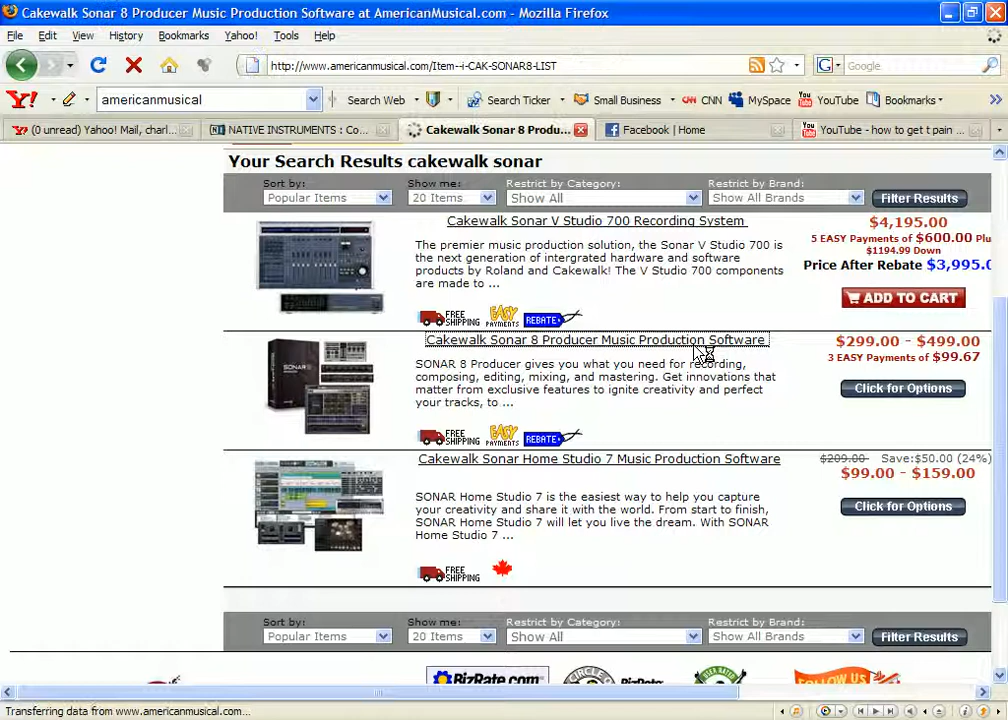 Cakewalk Sonar 8 Producer Music Production Software at AmericanMusical.com - Mozilla Firefox
File Edit View History Bookmarks Yahoo! Tools Help
http://www.americanmusical.com/Item--i-CAK-SONAR8-LIST
G Google
Y! americanmusical Search Web Search Ticker Small Business CNN CNN MySpace YouTube Bookmarks
(0 unread) Yahoo! Mail, charl... NATIVE INSTRUMENTS : Co... Cakewalk Sonar 8 Produ... Facebook | Home YouTube - how to get t pain ...
Your Search Results cakewalk sonar
Sort by: Show me: Restrict by Category: Restrict by Brand:
Popular Items 20 Items Show All Show All Brands Filter Results
Cakewalk Sonar V Studio 700 Recording System
The premier music production solution, the Sonar V Studio 700 is
the next generation of intergrated hardware and software
products by Roland and Cakewalk! The V Studio 700 components
are made to ...
FREE SHIPPING EASY PAYMENTS REBATE
$4,195.00
5 EASY Payments of $600.00 Plu
$1194.99 Down
Price After Rebate $3,995.0
ADD TO CART
Cakewalk Sonar 8 Producer Music Production Software
SONAR 8 Producer gives you what you need for recording,
composing, editing, mixing, and mastering. Get innovations that
matter from exclusive features to ignite creativity and perfect
your tracks, to ...
FREE SHIPPING EASY PAYMENTS REBATE
$299.00 - $499.00
3 EASY Payments of $99.67
Click for Options
Cakewalk Sonar Home Studio 7 Music Production Software
SONAR Home Studio 7 is the easiest way to help you capture
your creativity and share it with the world. From start to finish,
SONAR Home Studio 7 will let you live the dream. With SONAR
Home Studio 7 ...
FREE SHIPPING
$209.00 Save:$50.00 (24%)
$99.00 - $159.00
Click for Options
Sort by: Show me: Restrict by Category: Restrict by Brand:
Popular Items 20 Items Show All Show All Brands Filter Results
BizRate.com CIRCLE O BizRate FOLLOW US
Transferring data from www.americanmusical.com...